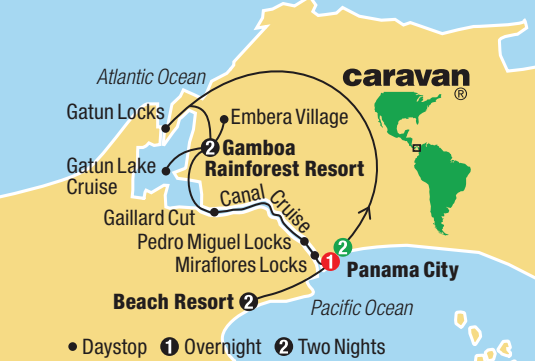 Atlantic Ocean
caravan®
Gatun Locks
Embera Village
2 Gamboa
Rainforest Resort
Gatun Lake
Cruise
Canal Cruise
Gaillard Cut
Pedro Miguel Locks
Miraflores Locks
1
2
Panama City
Beach Resort 2
Pacific Ocean
• Daystop 1 Overnight 2 Two Nights